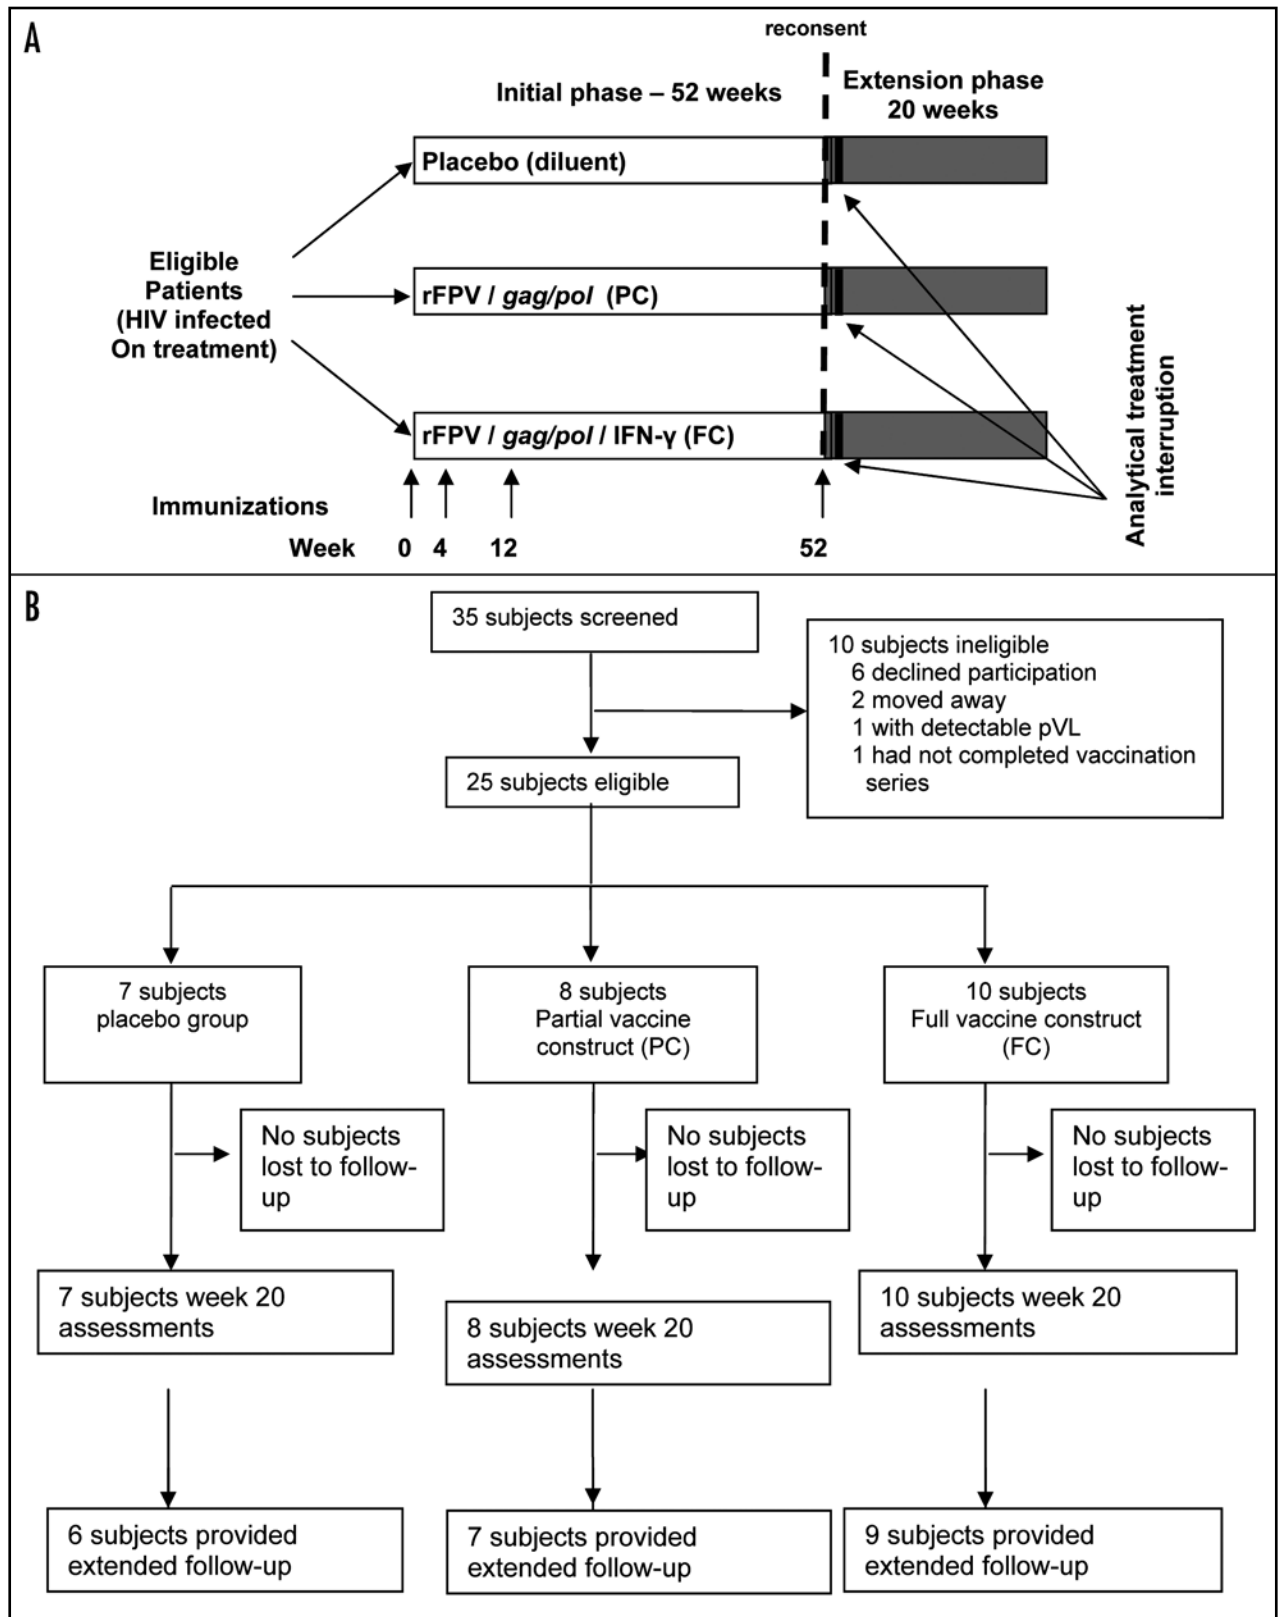 A
reconsent
Initial phase – 52 weeks
Extension phase
20 weeks
Placebo (diluent)
Eligible
Patients
(HIV infected
On treatment)
rFPV / gag/pol (PC)
rFPV / gag/pol / IFN-γ (FC)
Analytical treatment
interruption
Immunizations
Week 0 4 12 52
B
35 subjects screened
10 subjects ineligible
6 declined participation
2 moved away
1 with detectable pVL
1 had not completed vaccination
series
25 subjects eligible
7 subjects
placebo group
8 subjects
Partial vaccine
construct (PC)
10 subjects
Full vaccine construct
(FC)
No subjects
lost to follow-
up
No subjects
lost to follow-
up
No subjects
lost to follow-
up
7 subjects week 20
assessments
8 subjects week 20
assessments
10 subjects week 20
assessments
6 subjects provided
extended follow-up
7 subjects provided
extended follow-up
9 subjects provided
extended follow-up